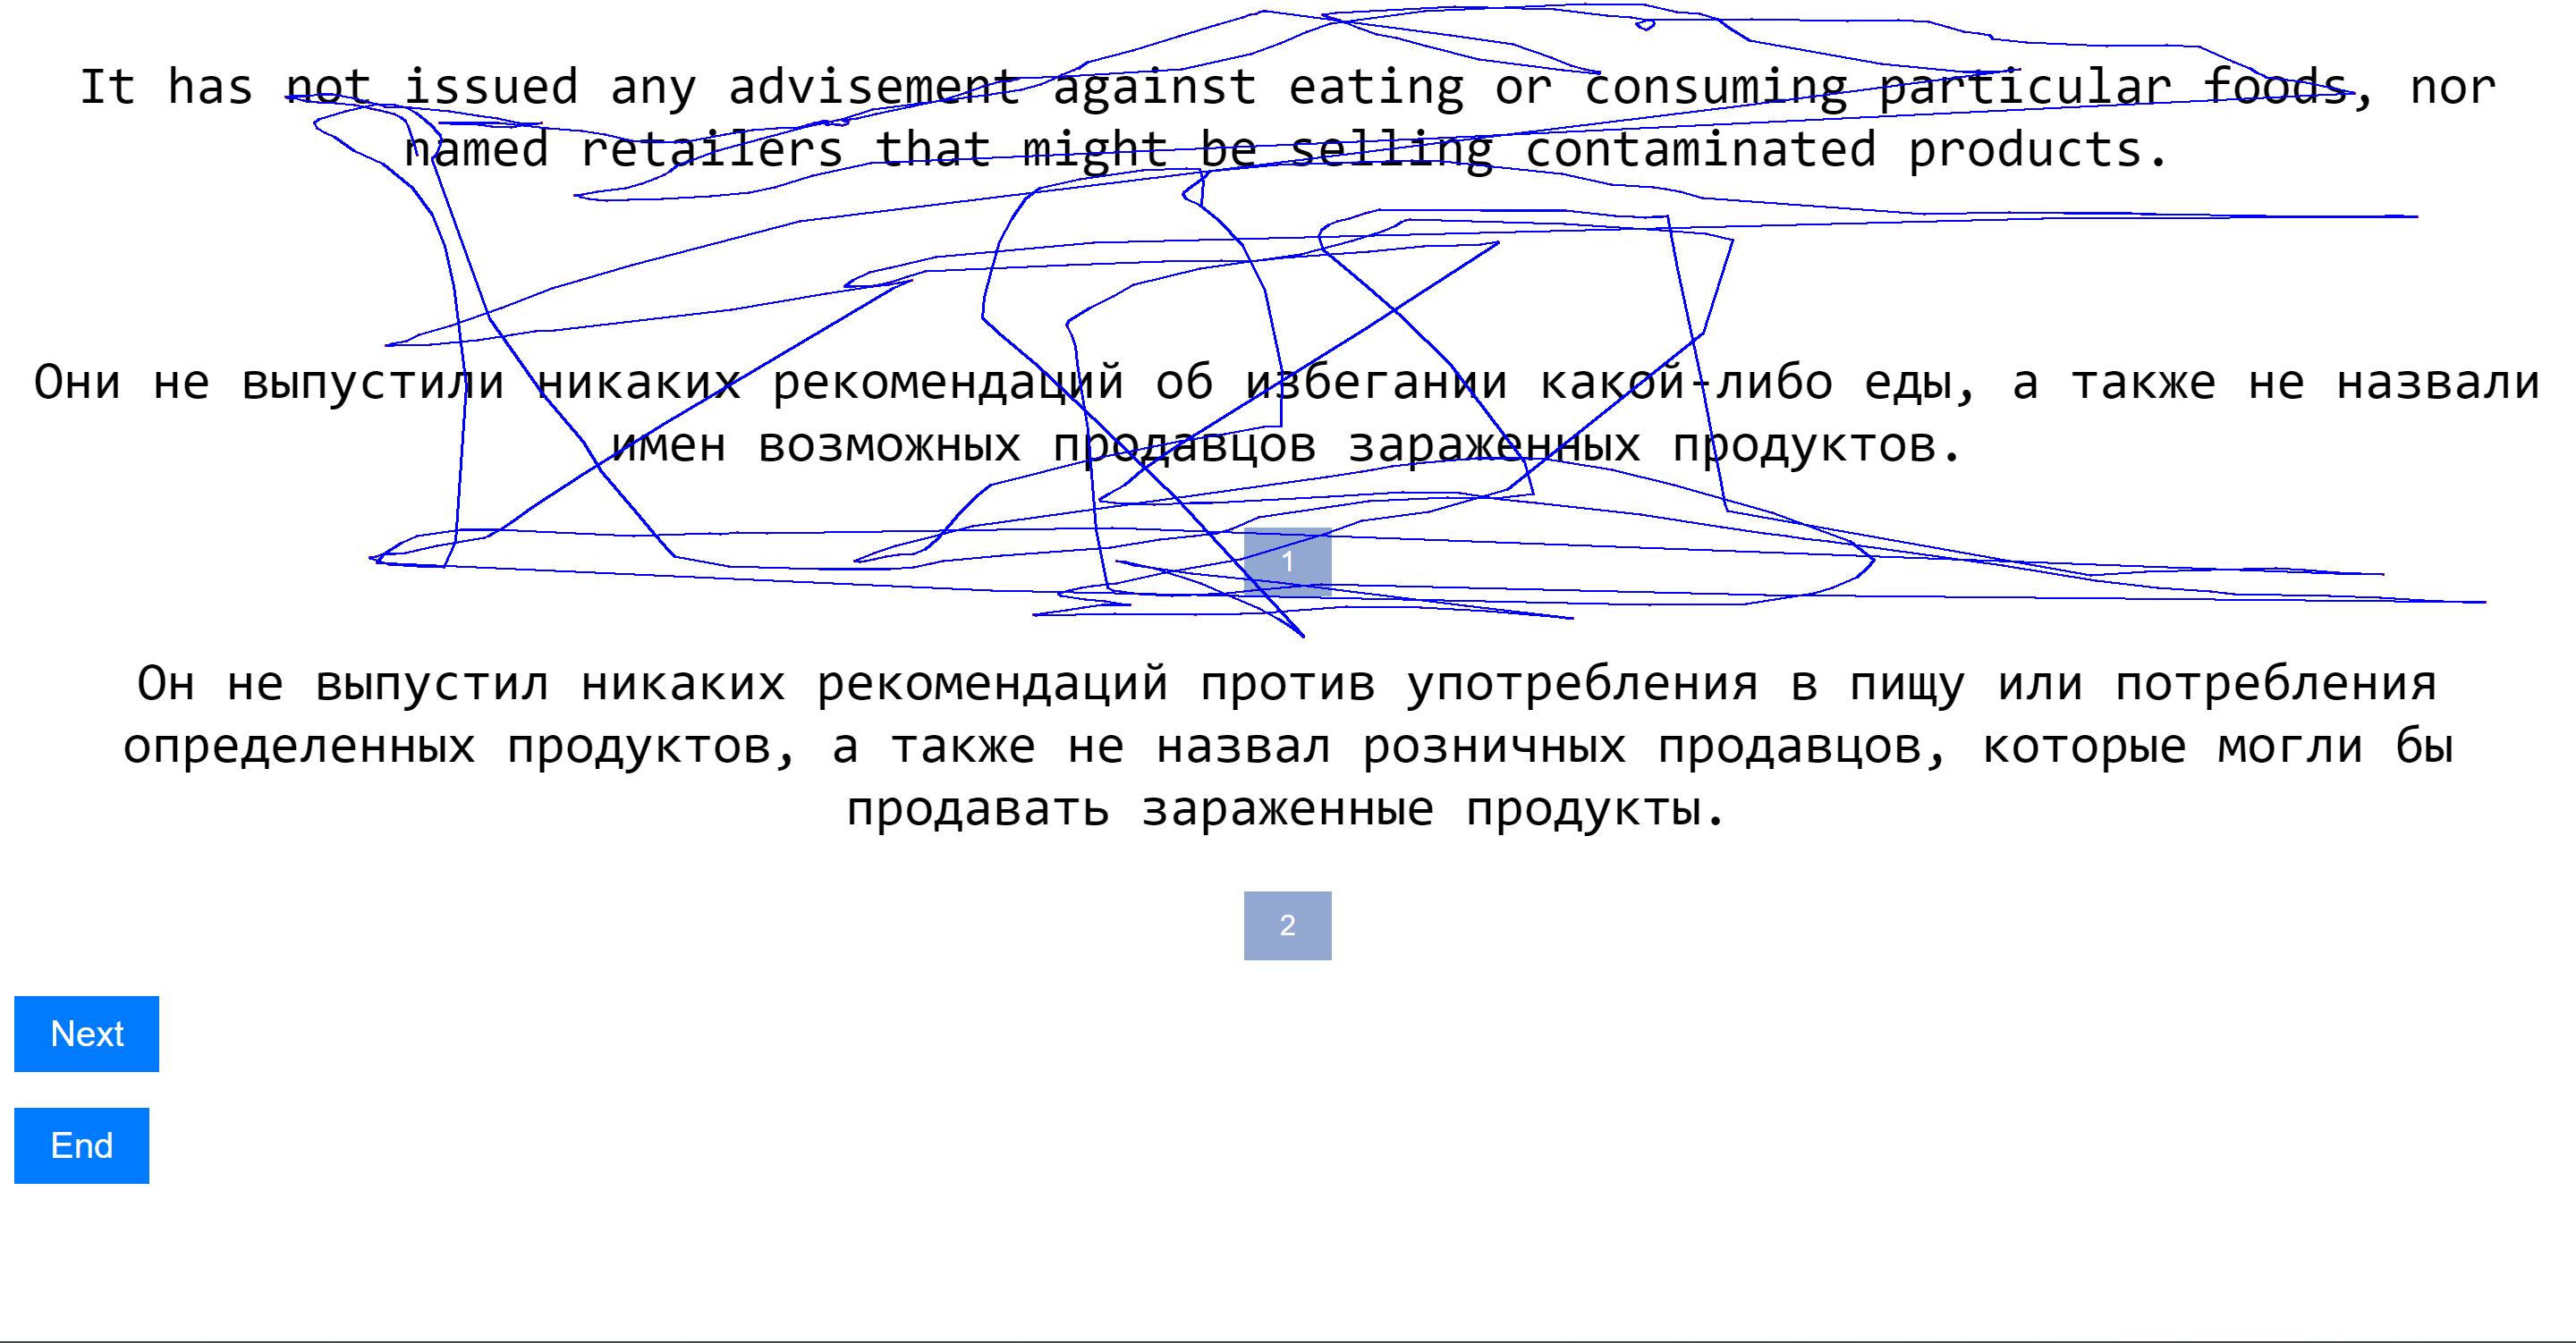 It has not issued any advisement against eating or consuming particular foods, nor
named retailers that might be selling contaminated products.
Они не выпустили никаких рекомендаций об избегании какой-либо еды, а также не назвали
имен возможных продавцов зараженных продуктов.
1
Он не выпустил никаких рекомендаций против употребления в пищу или потребления
определенных продуктов, а также не назвал розничных продавцов, которые могли бы
продавать зараженные продукты.
2
Next
End